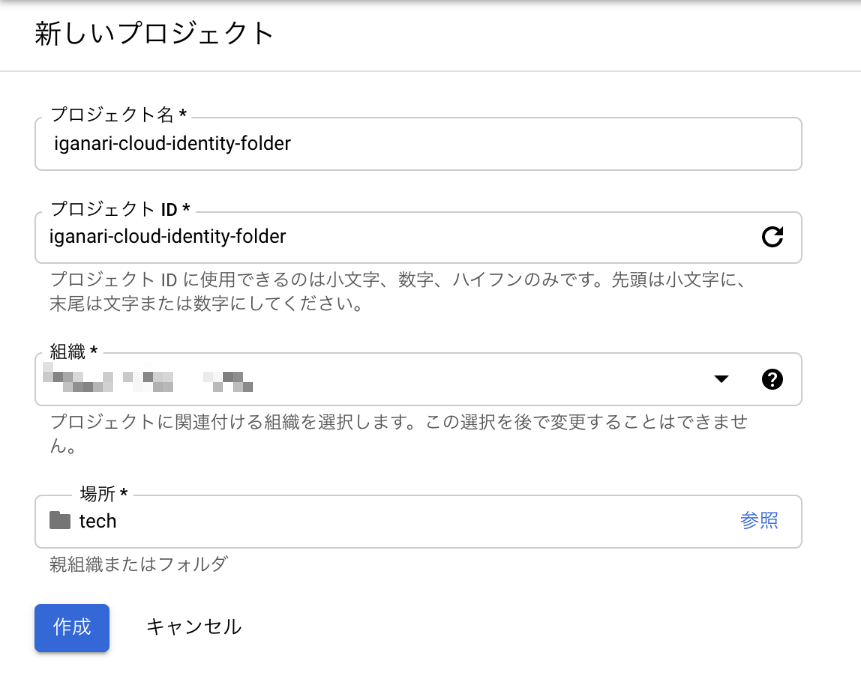 新しいプロジェクト
プロジェクト名 *
iganari-cloud-identity-folder
プロジェクト ID *
iganari-cloud-identity-folder
プロジェクト ID に使用できるのは小文字、数字、ハイフンのみです。先頭は小文字に、
末尾は文字または数字にしてください。
組織 *
プロジェクトに関連付ける組織を選択します。この選択を後で変更することはできませ
ん。
場所 *
tech 参照
親組織またはフォルダ
作成 キャンセル